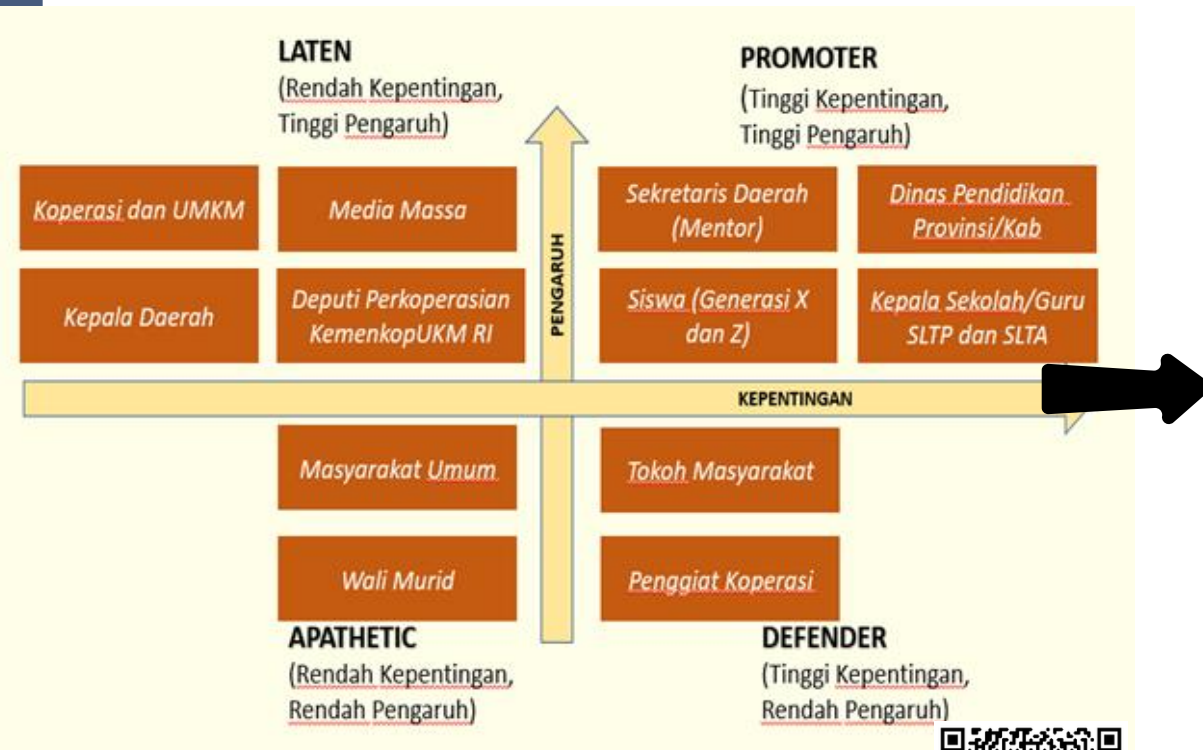 LATEN
(Rendah Kepentingan,
Tinggi Pengaruh)
PROMOTER
(Tinggi Kepentingan,
Tinggi Pengaruh)
Koperasi dan UMKM
Media Massa
Sekretaris Daerah
(Mentor)
Dinas Pendidikan
Provinsi/Kab
Kepala Daerah
Deputi Perkoperasian
KemenkopUKM RI
PENGARUH
Siswa (Generasi X
dan Z)
Kepala Sekolah/Guru
SLTP dan SLTA
KEPENTINGAN
Masyarakat Umum
Tokoh Masyarakat
Wali Murid
Penggiat Koperasi
APATHETIC
(Rendah Kepentingan,
Rendah Pengaruh)
DEFENDER
(Tinggi Kepentingan,
Rendah Pengaruh)